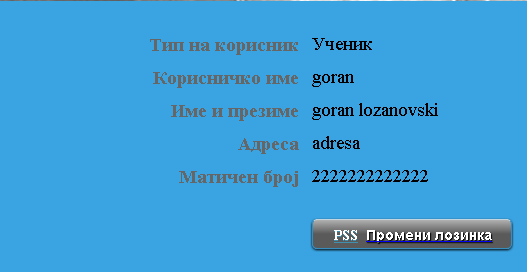 Тип на корисник Ученик
Корисничко име goran
Име и презиме goran lozanovski
Адреса adresa
Матичен број 2222222222222
PSS Промени лозинка